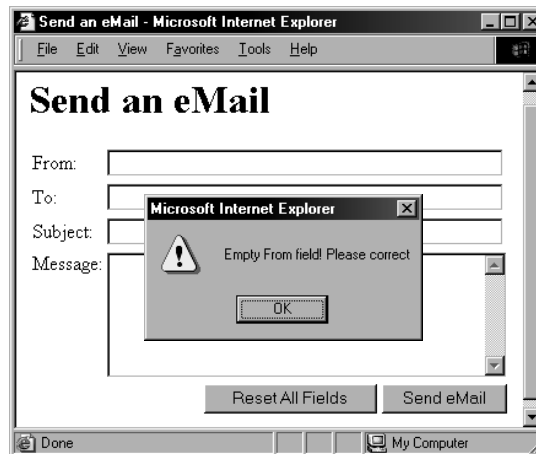 Send an eMail - Microsoft Internet Explorer
File Edit View Favorites Tools Help
Send an eMail
From:
To:
Microsoft Internet Explorer
Subject:
Empty From field! Please correct
Message:
OK
Reset All Fields Send eMail
Done My Computer